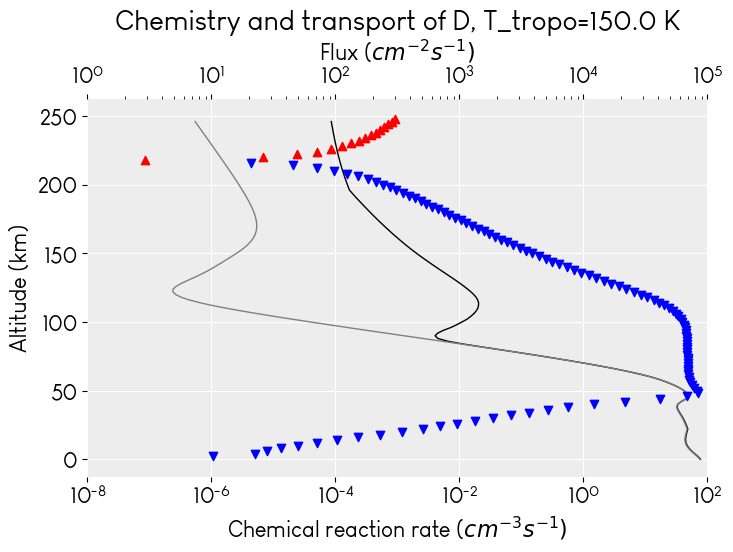 Chemistry and transport of D, T_tropo=150.0 K
Flux (cm⁻²s⁻¹)
10⁰ 10¹ 10² 10³ 10⁴ 10⁵
250
200
150
100
50
0
Altitude (km)
10⁻⁸ 10⁻⁶ 10⁻⁴ 10⁻² 10⁰ 10²
Chemical reaction rate (cm⁻³s⁻¹)